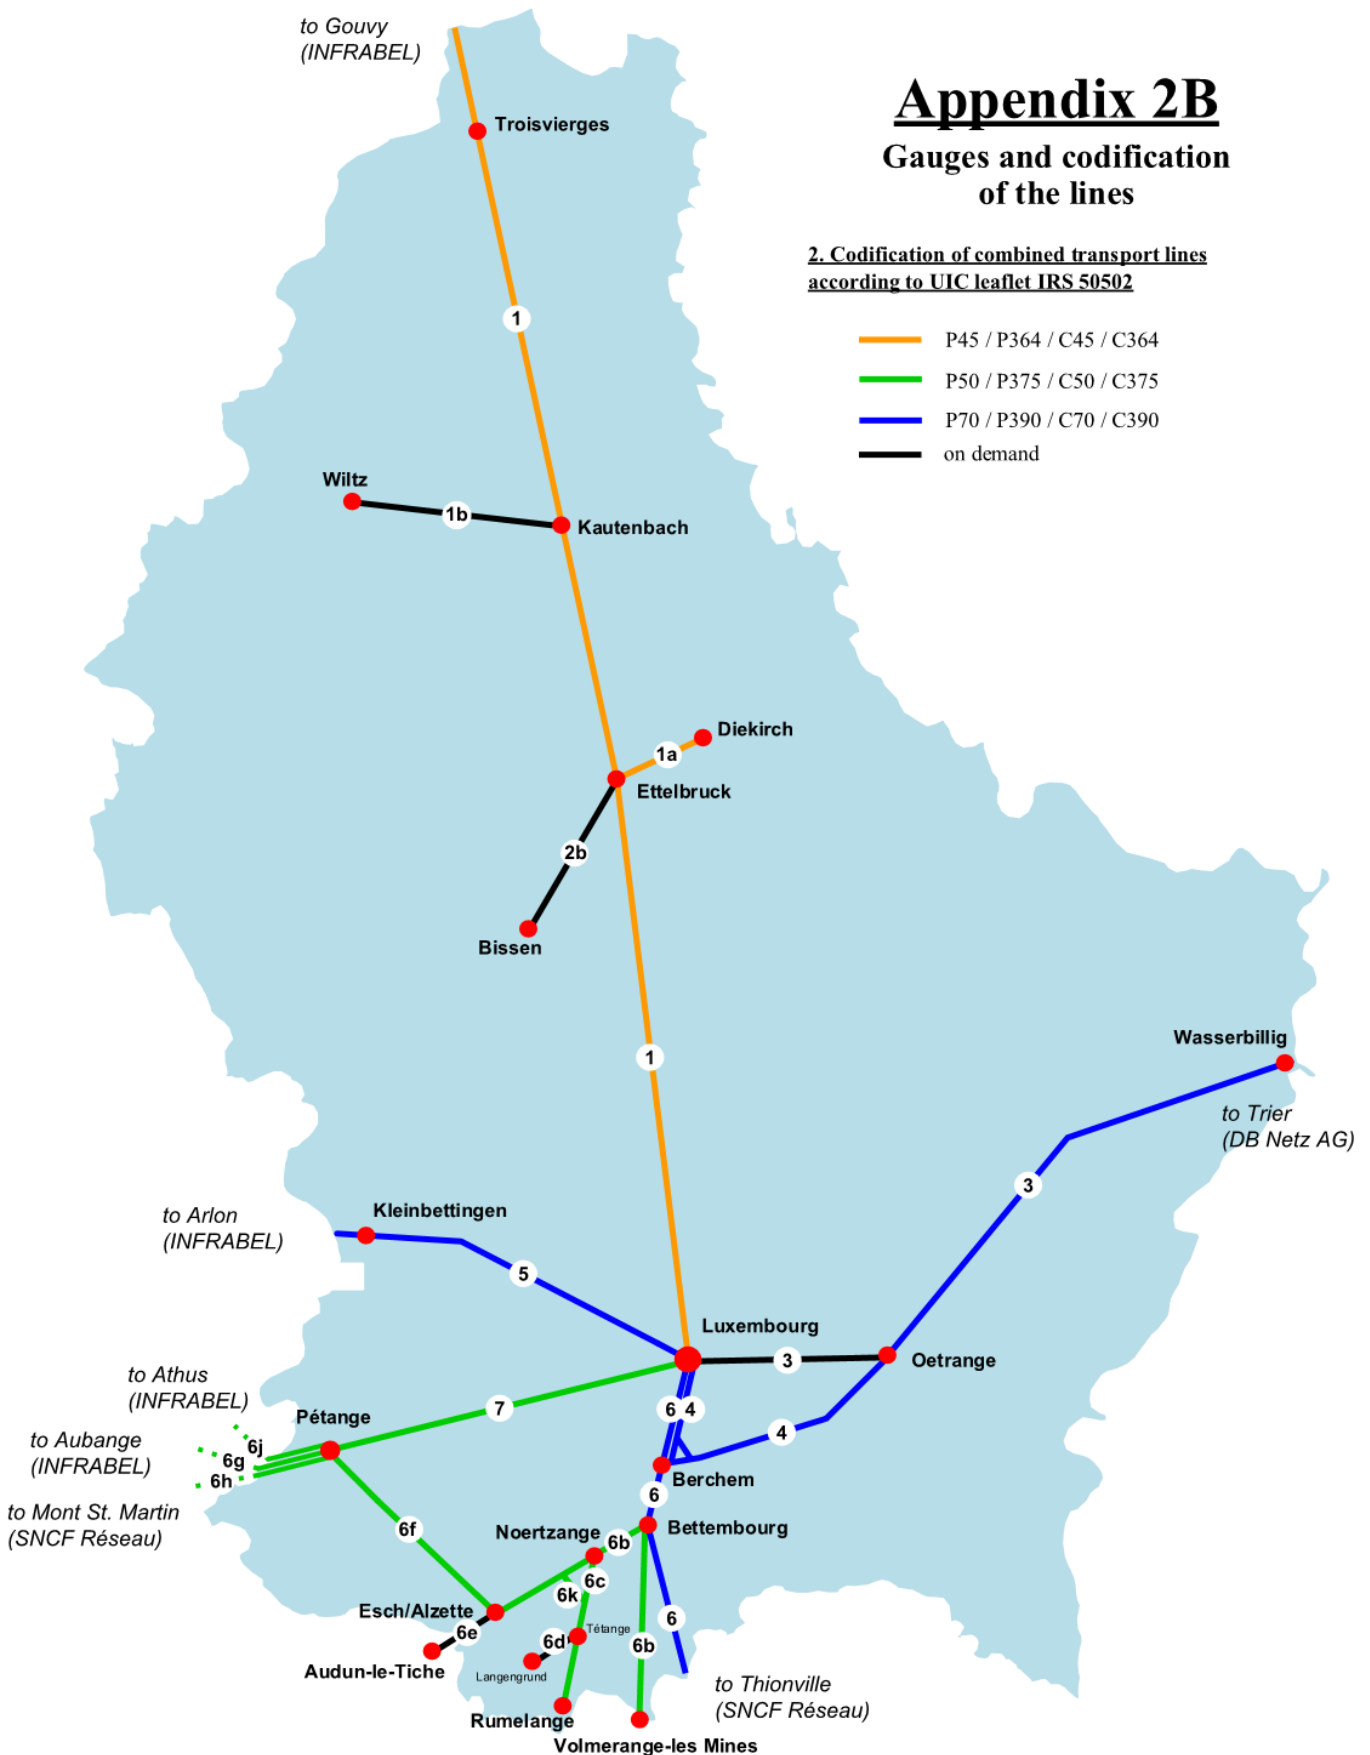 to Gouvy
(INFRABEL)
Appendix 2B
Troisvierges
Gauges and codification
of the lines
2. Codification of combined transport lines
according to UIC leaflet IRS 50502
1
P45 / P364 / C45 / C364
P50 / P375 / C50 / C375
P70 / P390 / C70 / C390
on demand
Wiltz
1b
Kautenbach
Diekirch
1a
Ettelbruck
2b
Bissen
Wasserbillig
1
to Trier
(DB Netz AG)
3
Kleinbettingen
to Arlon
(INFRABEL)
5
Luxembourg
3
Oetrange
to Athus
(INFRABEL)
7
6
4
Pétange
4
to Aubange
(INFRABEL)
6j
6g
6h
Berchem
6
to Mont St. Martin
(SNCF Réseau)
6f
Noertzange
6b
Bettembourg
6c
6k
Esch/Alzette
6
6e
Tétange
6d
6b
Langengrund
Audun-le-Tiche
to Thionville
(SNCF Réseau)
Rumelange
Volmerange-les Mines